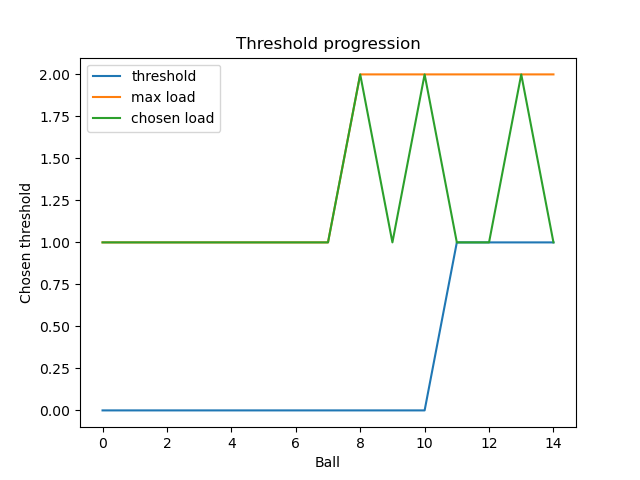 Threshold progression
threshold
max load
chosen load
2.00
1.75
1.50
1.25
1.00
0.75
0.50
0.25
0.00
Chosen threshold
0 2 4 6 8 10 12 14
Ball